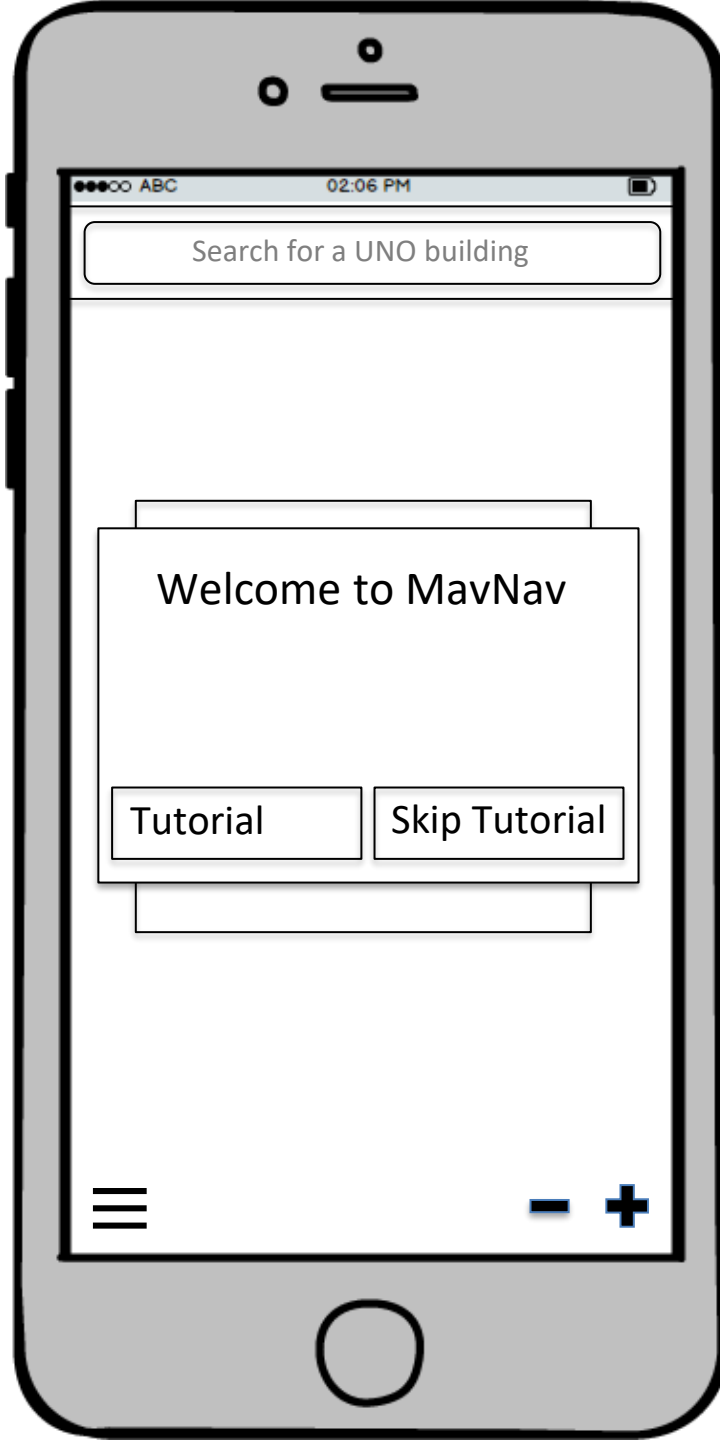 ABC 02:06 PM
Search for a UNO building
Welcome to MavNav
Tutorial Skip Tutorial